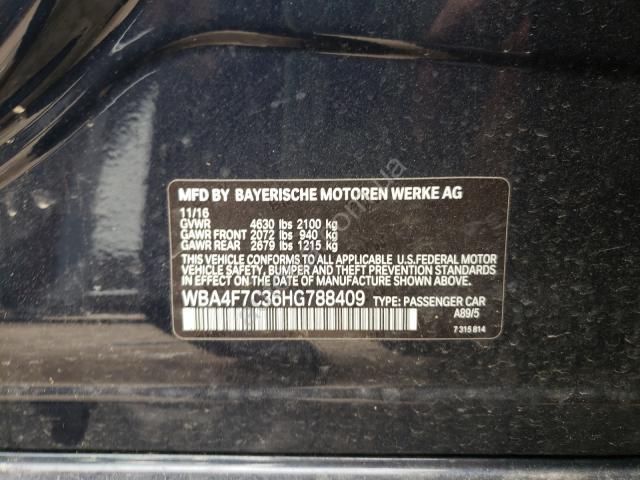 MFD BY BAYERISCHE MOTOREN WERKE AG
11/16
GVWR 4630 lbs 2100 kg
GAWR FRONT 2072 lbs 940 kg
GAWR REAR 2679 lbs 1215 kg
THIS VEHICLE CONFORMS TO ALL APPLICABLE U.S.FEDERAL MOTOR
VEHICLE SAFETY, BUMPER, AND THEFT PREVENTION STANDARDS
IN EFFECT ON THE DATE OF MANUFACTURE SHOWN ABOVE.
WBA4F7C36HG788409 TYPE: PASSENGER CAR
A89/5
7 315 814